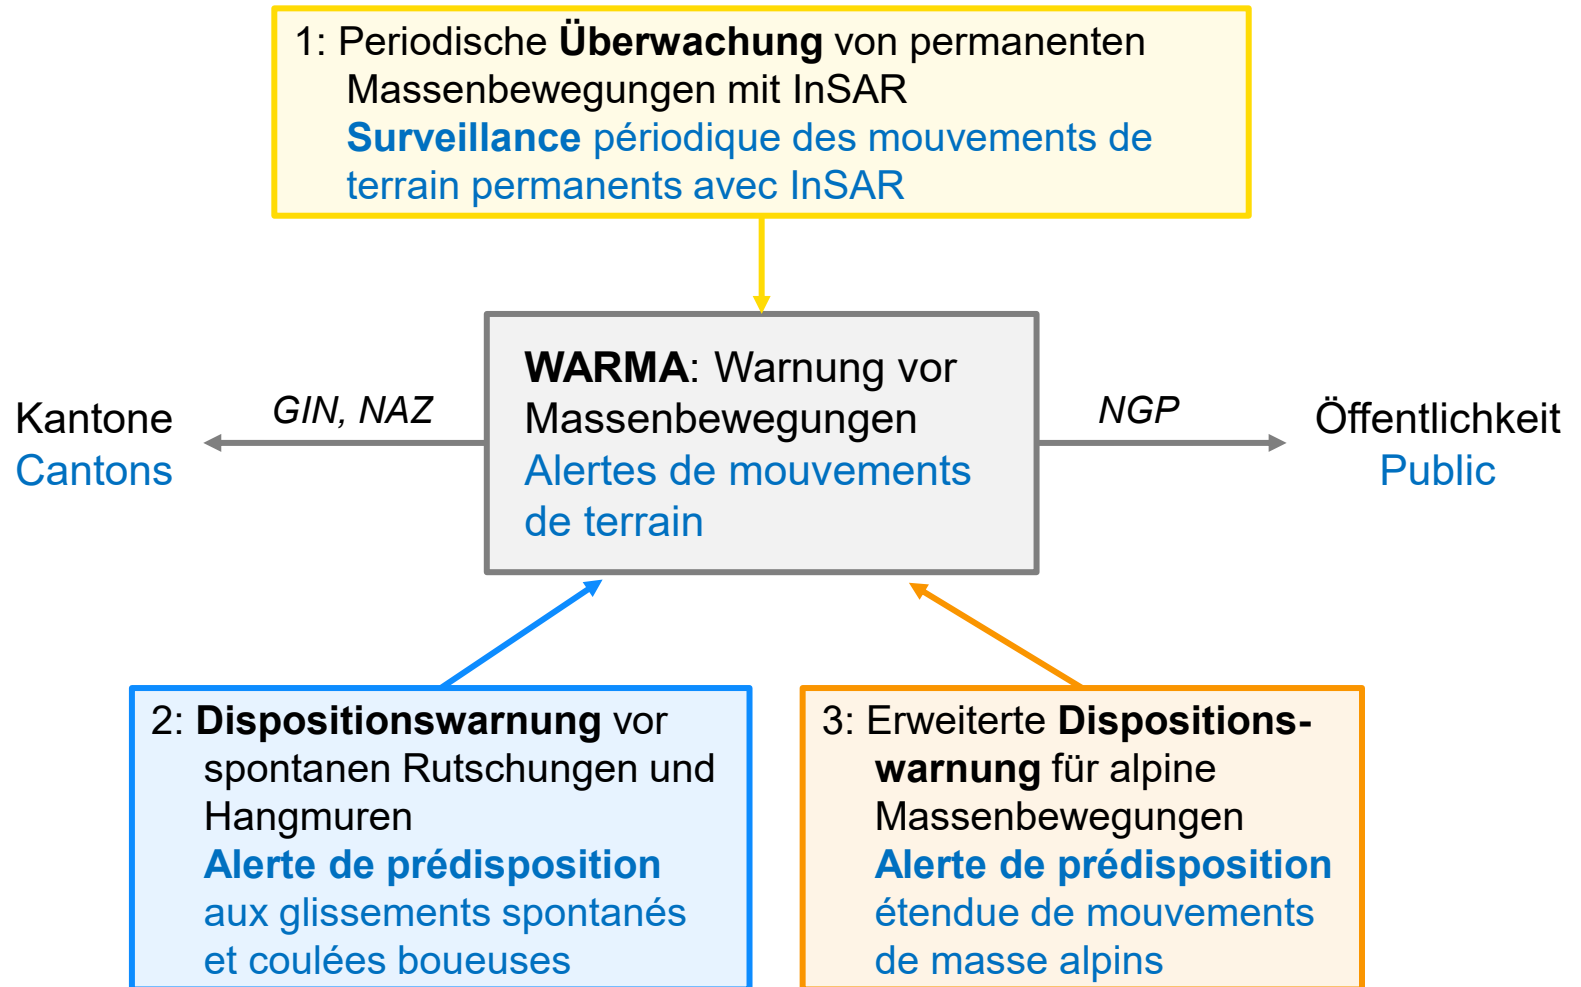 1: Periodische Überwachung von permanenten
Massenbewegungen mit InSAR
Surveillance périodique des mouvements de
terrain permanents avec InSAR
Kantone
Cantons
GIN, NAZ
WARMA: Warnung vor
Massenbewegungen
Alertes de mouvements
de terrain
NGP
Öffentlichkeit
Public
2: Dispositionswarnung vor
spontanen Rutschungen und
Hangmuren
Alerte de prédisposition
aux glissements spontanés
et coulées boueuses
3: Erweiterte Dispositions-
warnung für alpine
Massenbewegungen
Alerte de prédisposition
étendue de mouvements
de masse alpins